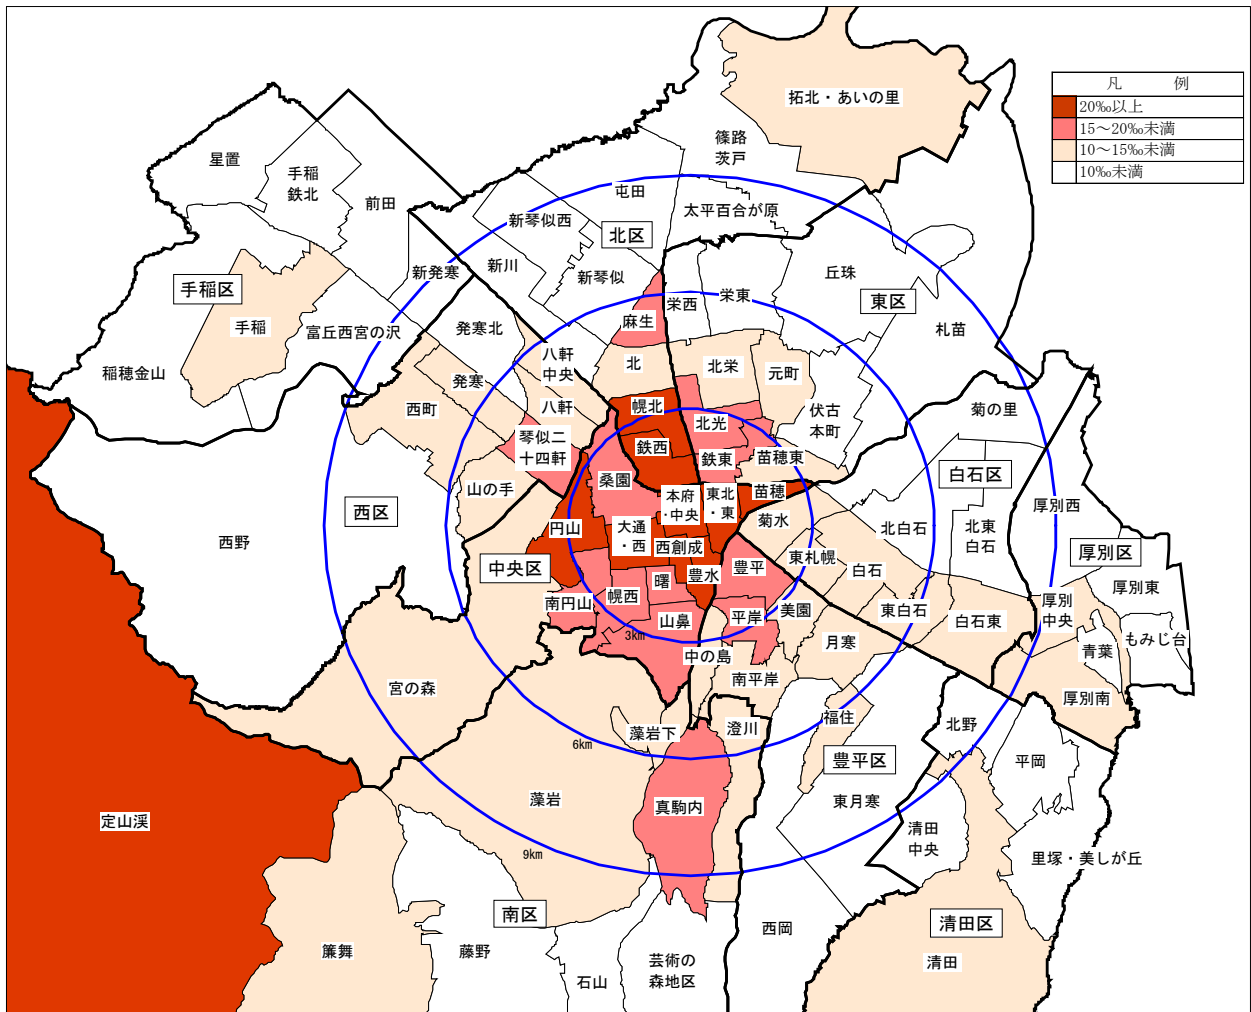 凡 例
20‰以上
15～20‰未満
10～15‰未満
10‰未満
拓北・あいの里
篠路
茨戸
星置
手稲
鉄北
前田
屯田
太平百合が原
新琴似西
北区
新発寒
新川
新琴似
丘珠
手稲区
東区
栄西
栄東
手稲
富丘西宮の沢
発寒北
麻生
札苗
稲穂金山
八軒
中央
北
北栄
元町
発寒
西町
八軒
幌北
菊の里
伏古
本町
北光
琴似二
十四軒
鉄西
鉄東
苗穂東
白石区
桑園
山の手
苗穂
本府
・中央
東北
・東
厚別西
西区
菊水
円山
大通
・西
北白石
北東
白石
西野
西創成
厚別区
東札幌
中央区
豊平
白石
曙
豊水
厚別東
南円山
幌西
美園
東白石
厚別
中央
山鼻
平岸
白石東
もみじ台
3km
月寒
中の島
青葉
南平岸
宮の森
厚別南
福住
北野
藻岩下
澄川
6km
豊平区
平岡
藻岩
真駒内
東月寒
定山渓
清田
中央
9km
里塚・美しが丘
南区
清田区
西岡
簾舞
藤野
芸術の
森地区
清田
石山